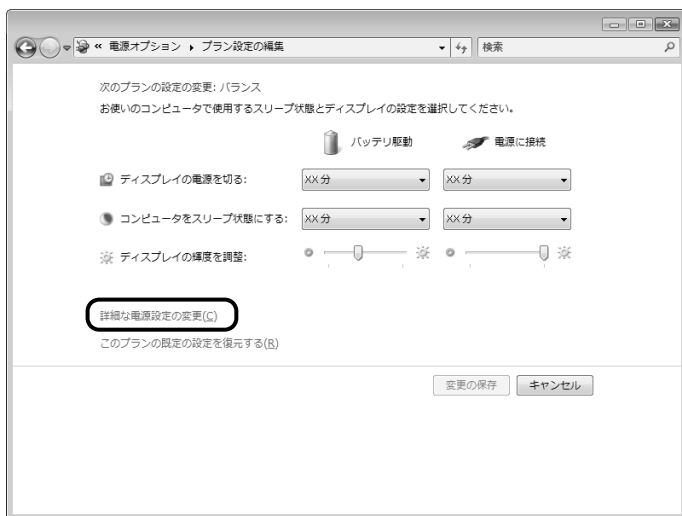 « 電源オプション ▸ プラン設定の編集
検索
次のプランの設定の変更: バランス
お使いのコンピュータで使用するスリープ状態とディスプレイの設定を選択してください。
バッテリ駆動
電源に接続
ディスプレイの電源を切る: XX分 XX分
コンピュータをスリープ状態にする: XX分 XX分
ディスプレイの輝度を調整:
詳細な電源設定の変更(C)
このプランの既定の設定を復元する(R)
変更の保存 キャンセル